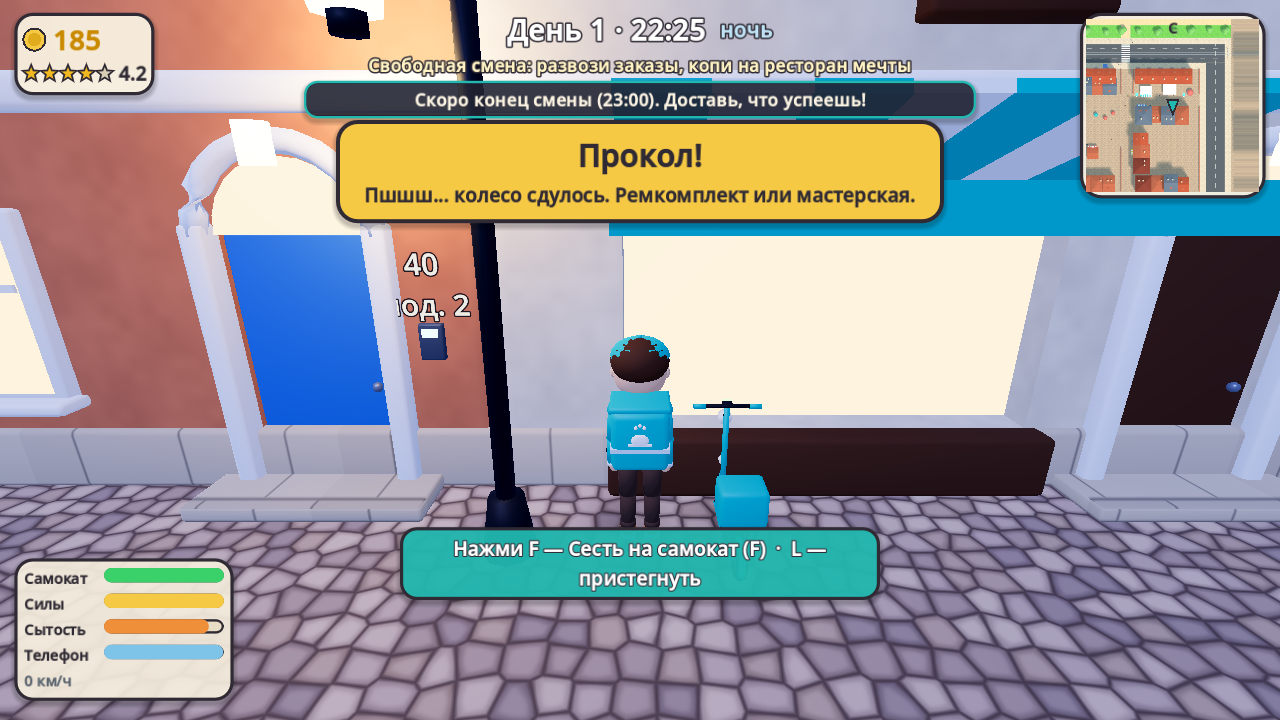 185
4.2
День 1 · 22:25 ночь
Свободная смена: развози заказы, копи на ресторан мечты
Скоро конец смены (23:00). Доставь, что успеешь!
Прокол!
Пшшш... колесо сдулось. Ремкомплект или мастерская.
С
40
под. 2
Нажми F — Сесть на самокат (F) · L —
пристегнуть
Самокат
Силы
Сытость
Телефон
0 км/ч